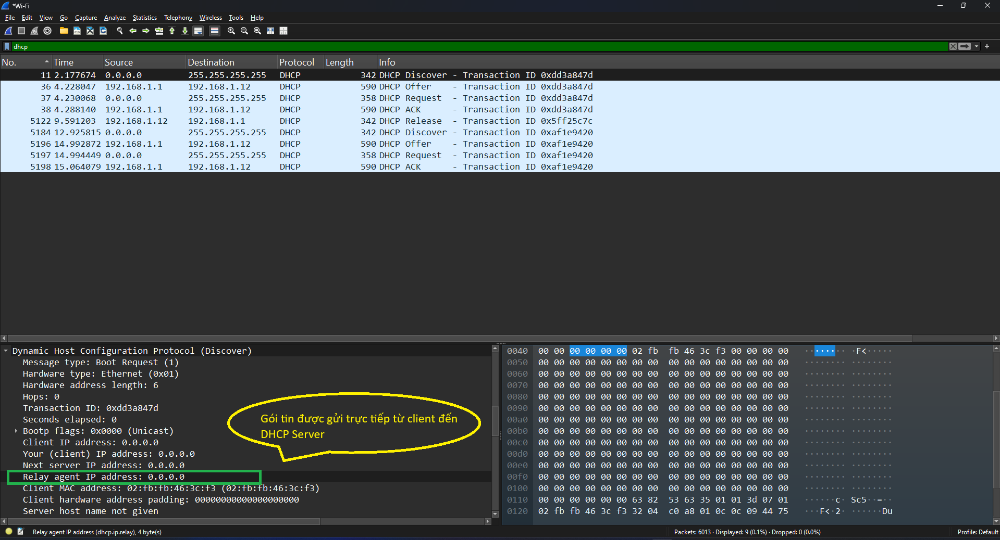 *Wi-Fi
File Edit View Go Capture Analyze Statistics Telephony Wireless Tools Help
dhcp
No. Time Source Destination Protocol Length Info
11 2.177674 0.0.0.0 255.255.255.255 DHCP 342 DHCP Discover - Transaction ID 0xdd3a847d
36 4.228047 192.168.1.1 192.168.1.12 DHCP 590 DHCP Offer - Transaction ID 0xdd3a847d
37 4.230068 0.0.0.0 255.255.255.255 DHCP 358 DHCP Request - Transaction ID 0xdd3a847d
38 4.288140 192.168.1.1 192.168.1.12 DHCP 590 DHCP ACK - Transaction ID 0xdd3a847d
5122 9.591203 192.168.1.12 192.168.1.1 DHCP 342 DHCP Release - Transaction ID 0x5ff25c7c
5184 12.925815 0.0.0.0 255.255.255.255 DHCP 342 DHCP Discover - Transaction ID 0xaf1e9420
5196 14.992872 192.168.1.1 192.168.1.12 DHCP 590 DHCP Offer - Transaction ID 0xaf1e9420
5197 14.994449 0.0.0.0 255.255.255.255 DHCP 358 DHCP Request - Transaction ID 0xaf1e9420
5198 15.064079 192.168.1.1 192.168.1.12 DHCP 590 DHCP ACK - Transaction ID 0xaf1e9420
Dynamic Host Configuration Protocol (Discover)
Message type: Boot Request (1)
Hardware type: Ethernet (0x01)
Hardware address length: 6
Hops: 0
Transaction ID: 0xdd3a847d
Seconds elapsed: 0
Bootp flags: 0x0000 (Unicast)
Client IP address: 0.0.0.0
Your (client) IP address: 0.0.0.0
Next server IP address: 0.0.0.0
Relay agent IP address: 0.0.0.0
Client MAC address: 02:fb:fb:46:3c:f3 (02:fb:fb:46:3c:f3)
Client hardware address padding: 00000000000000000000
Server host name not given
Gói tin được gửi trực tiếp từ client đến
DHCP Server
0040 00 00 00 00 00 00 02 fb fb 46 3c f3 00 00 00 00 ········ ·F<·····
0050 00 00 00 00 00 00 00 00 00 00 00 00 00 00 00 00 ········ ········
0060 00 00 00 00 00 00 00 00 00 00 00 00 00 00 00 00 ········ ········
0070 00 00 00 00 00 00 00 00 00 00 00 00 00 00 00 00 ········ ········
0080 00 00 00 00 00 00 00 00 00 00 00 00 00 00 00 00 ········ ········
0090 00 00 00 00 00 00 00 00 00 00 00 00 00 00 00 00 ········ ········
00a0 00 00 00 00 00 00 00 00 00 00 00 00 00 00 00 00 ········ ········
00b0 00 00 00 00 00 00 00 00 00 00 00 00 00 00 00 00 ········ ········
00c0 00 00 00 00 00 00 00 00 00 00 00 00 00 00 00 00 ········ ········
00d0 00 00 00 00 00 00 00 00 00 00 00 00 00 00 00 00 ········ ········
00e0 00 00 00 00 00 00 00 00 00 00 00 00 00 00 00 00 ········ ········
00f0 00 00 00 00 00 00 00 00 00 00 00 00 00 00 00 00 ········ ········
0100 00 00 00 00 00 00 00 00 00 00 00 00 00 00 00 00 ········ ········
0110 00 00 00 00 00 00 63 82 53 63 35 01 01 3d 07 01 ······c· Sc5··=··
0120 02 fb fb 46 3c f3 32 04 c0 a8 01 0c 0c 09 44 75 ···F<·2· ······Du
Relay agent IP address (dhcp.ip.relay), 4 byte(s)
Packets: 6013 · Displayed: 9 (0.1%) · Dropped: 0 (0.0%)
Profile: Default